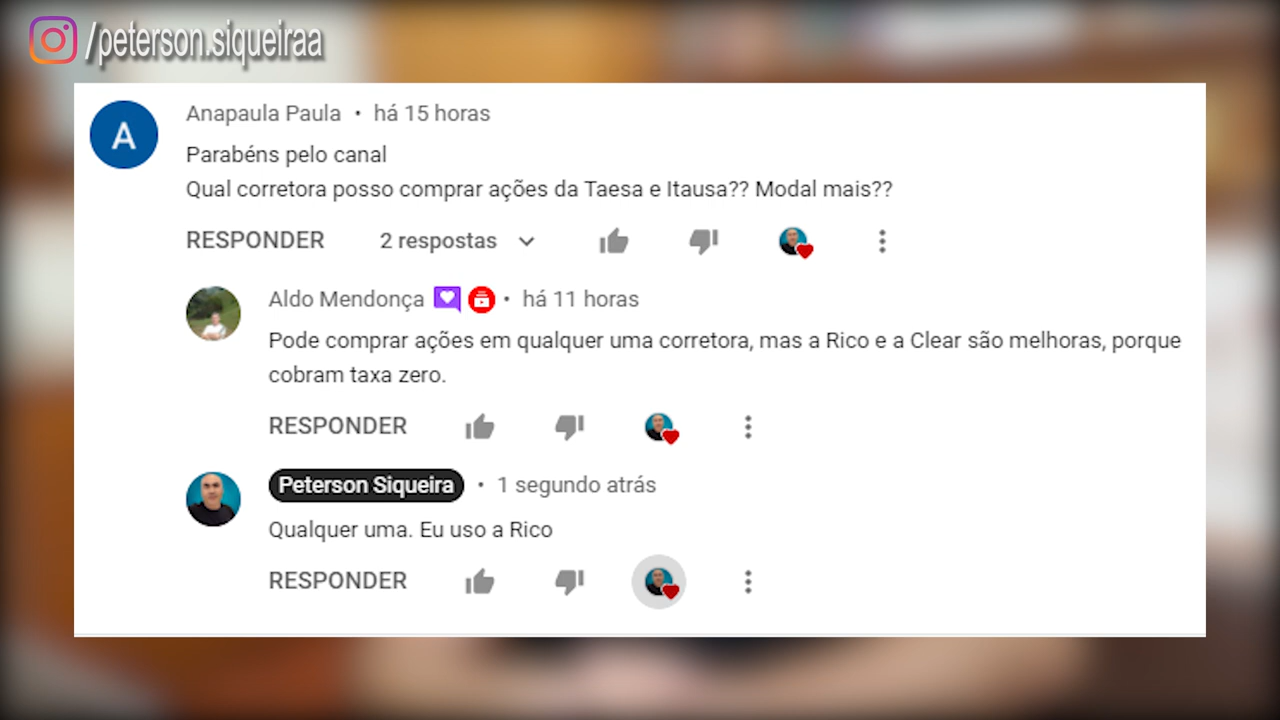 /peterson.siqueiraa
A
Anapaula Paula • há 15 horas
Parabéns pelo canal
Qual corretora posso comprar ações da Taesa e Itausa?? Modal mais??
RESPONDER 2 respostas
Aldo Mendonça • há 11 horas
Pode comprar ações em qualquer uma corretora, mas a Rico e a Clear são melhoras, porque
cobram taxa zero.
RESPONDER
Peterson Siqueira • 1 segundo atrás
Qualquer uma. Eu uso a Rico
RESPONDER